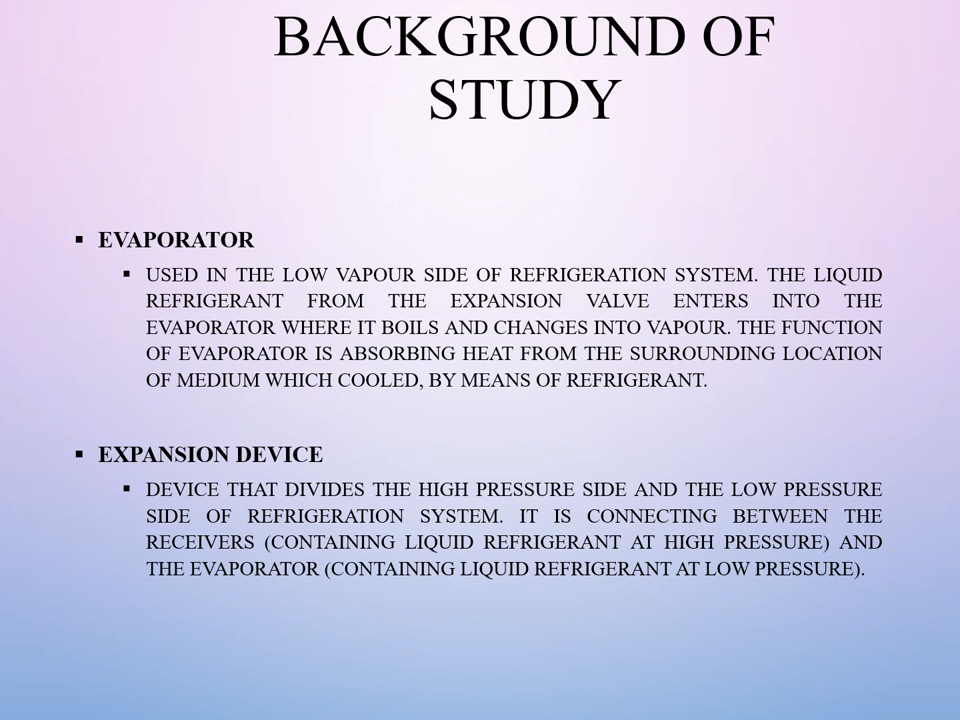 BACKGROUND OF
STUDY
▪ EVAPORATOR
▪ USED IN THE LOW VAPOUR SIDE OF REFRIGERATION SYSTEM. THE LIQUID
REFRIGERANT FROM THE EXPANSION VALVE ENTERS INTO THE
EVAPORATOR WHERE IT BOILS AND CHANGES INTO VAPOUR. THE FUNCTION
OF EVAPORATOR IS ABSORBING HEAT FROM THE SURROUNDING LOCATION
OF MEDIUM WHICH COOLED, BY MEANS OF REFRIGERANT.
▪ EXPANSION DEVICE
▪ DEVICE THAT DIVIDES THE HIGH PRESSURE SIDE AND THE LOW PRESSURE
SIDE OF REFRIGERATION SYSTEM. IT IS CONNECTING BETWEEN THE
RECEIVERS (CONTAINING LIQUID REFRIGERANT AT HIGH PRESSURE) AND
THE EVAPORATOR (CONTAINING LIQUID REFRIGERANT AT LOW PRESSURE).